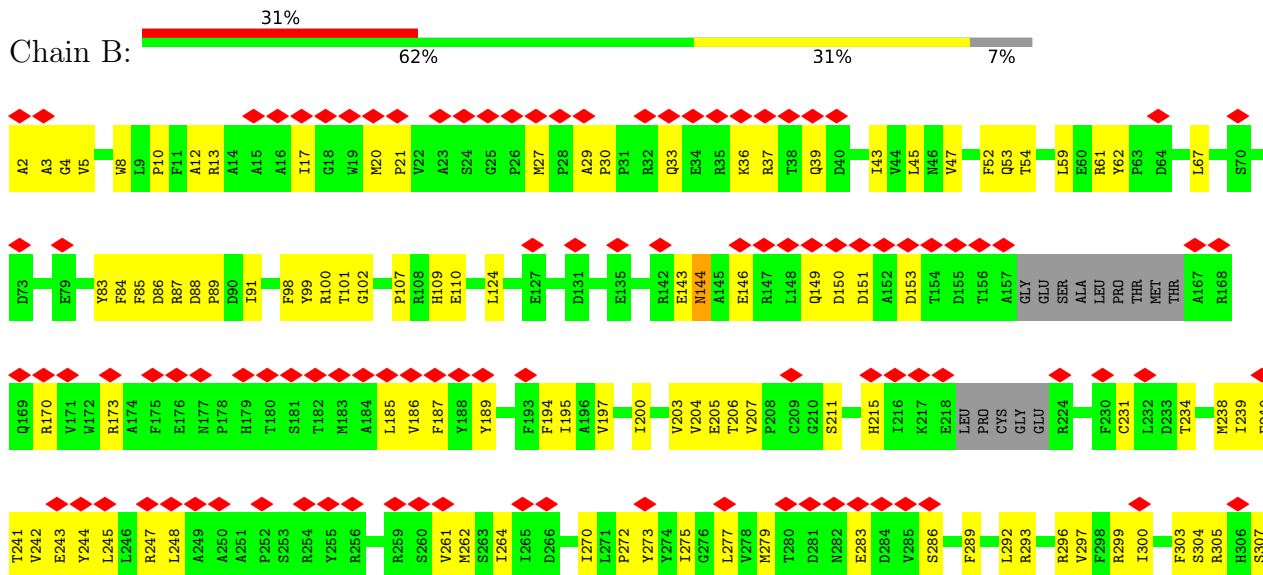 31%
Chain B:
62% 31% 7%
A2 A3 G4 V5 W8 L9 P10 F11 A12 R13 A14 A15 A16 I17 G18 W19 M20 P21 V22 A23 S24 G25 P26 M27 P28 A29 P30 P31 R32 Q33 E34 R35 K36 R37 T38 Q39 D40 I43 V44 L45 N46 V47 F52 Q53 T54 L59 E60 R61 Y62 P63 D64 L67 S70
D73 E79 Y83 F84 F85 D86 R87 D88 P89 D90 I91 F98 Y99 R100 T101 G102 P107 R108 H109 E110 L124 E127 D131 E135 R142 E143 N144 A145 E146 R147 L148 Q149 D150 D151 A152 D153 T154 D155 T156 A157 GLY GLU SER ALA LEU PRO THR MET THR A167 R168
Q169 R170 V171 W172 R173 A174 F175 E176 N177 P178 H179 T180 S181 T182 M183 A184 L185 V186 F187 Y188 Y189 F193 F194 I195 A196 V197 I200 V203 V204 E205 T206 V207 P208 C209 G210 S211 H215 I216 K217 E218 LEU PRO CYS GLY GLU R224 F230 C231 L232 D233 T234 M238 I239
T241 V242 E243 Y244 L245 L246 R247 L248 A249 A250 A251 P252 S253 R254 Y255 R256 R259 S260 V261 M262 S263 I264 I265 D266 I270 L271 P272 Y273 Y274 I275 G276 L277 V278 M279 T280 D281 N282 E283 D284 V285 S286 F289 L292 R293 R296 V297 F298 R299 I300 F303 S304 R305 H306 S307